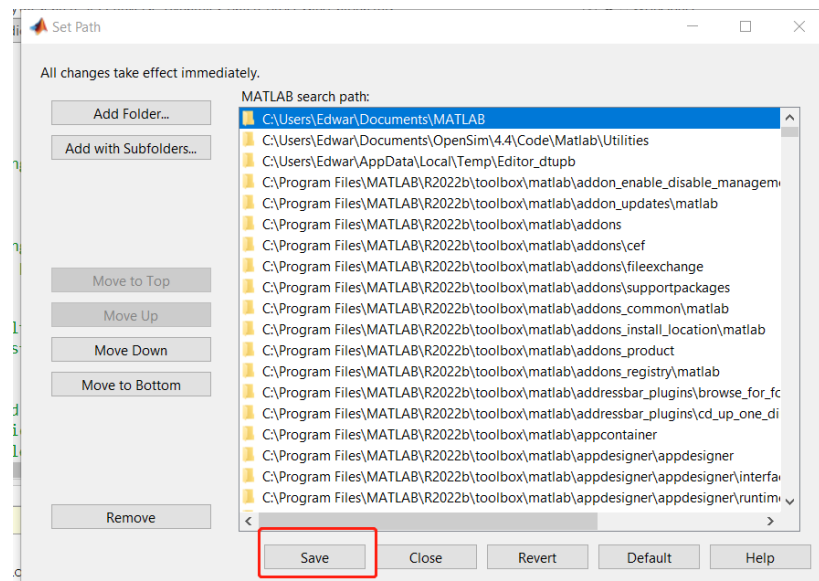 Set Path
All changes take effect immediately.
MATLAB search path:
Add Folder...
Add with Subfolders...
Move to Top
Move Up
Move Down
Move to Bottom
Remove
C:\Users\Edwar\Documents\MATLAB
C:\Users\Edwar\Documents\OpenSim\4.4\Code\Matlab\Utilities
C:\Users\Edwar\AppData\Local\Temp\Editor_dtupb
C:\Program Files\MATLAB\R2022b\toolbox\matlab\addon_enable_disable_managem
C:\Program Files\MATLAB\R2022b\toolbox\matlab\addon_updates\matlab
C:\Program Files\MATLAB\R2022b\toolbox\matlab\addons
C:\Program Files\MATLAB\R2022b\toolbox\matlab\addons\cef
C:\Program Files\MATLAB\R2022b\toolbox\matlab\addons\fileexchange
C:\Program Files\MATLAB\R2022b\toolbox\matlab\addons\supportpackages
C:\Program Files\MATLAB\R2022b\toolbox\matlab\addons_common\matlab
C:\Program Files\MATLAB\R2022b\toolbox\matlab\addons_install_location\matlab
C:\Program Files\MATLAB\R2022b\toolbox\matlab\addons_product
C:\Program Files\MATLAB\R2022b\toolbox\matlab\addons_registry\matlab
C:\Program Files\MATLAB\R2022b\toolbox\matlab\addressbar_plugins\browse_for_fo
C:\Program Files\MATLAB\R2022b\toolbox\matlab\addressbar_plugins\cd_up_one_di
C:\Program Files\MATLAB\R2022b\toolbox\matlab\appcontainer
C:\Program Files\MATLAB\R2022b\toolbox\matlab\appdesigner\appdesigner
C:\Program Files\MATLAB\R2022b\toolbox\matlab\appdesigner\appdesigner\interfa
C:\Program Files\MATLAB\R2022b\toolbox\matlab\appdesigner\appdesigner\runtim
Save
Close
Revert
Default
Help